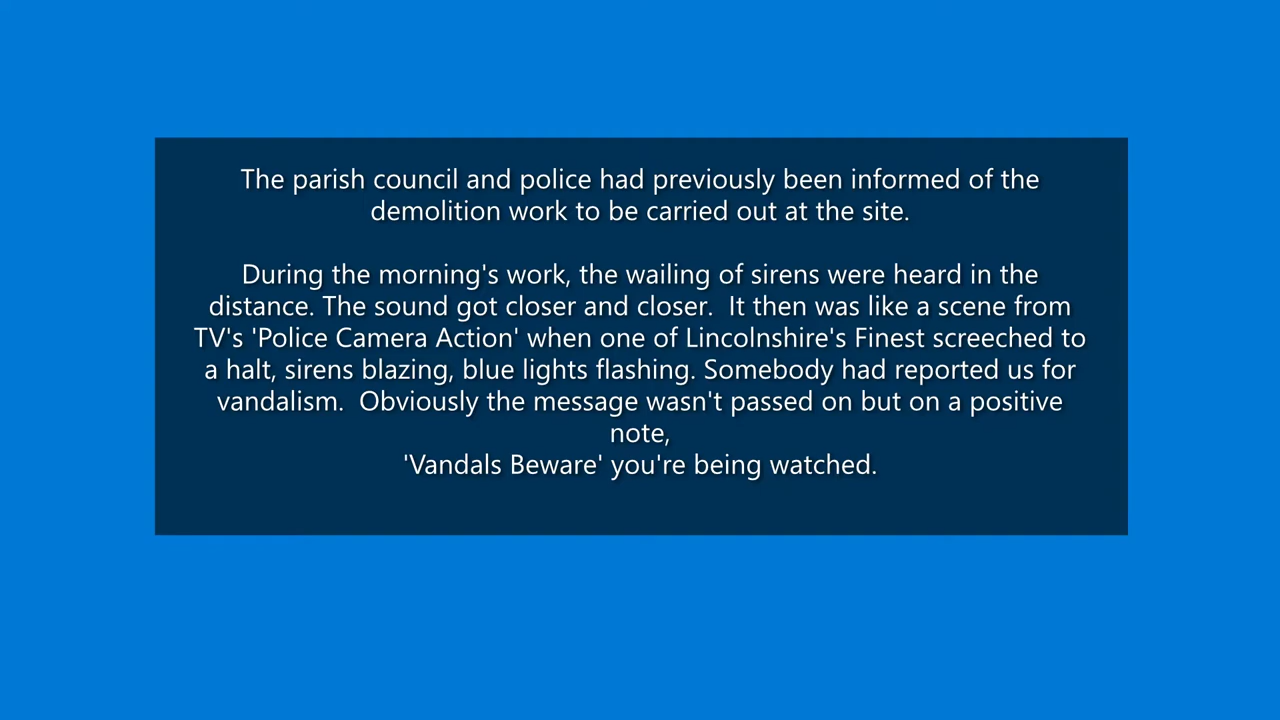 The parish council and police had previously been informed of the
demolition work to be carried out at the site.
During the morning's work, the wailing of sirens were heard in the
distance. The sound got closer and closer.  It then was like a scene from
TV's 'Police Camera Action' when one of Lincolnshire's Finest screeched to
a halt, sirens blazing, blue lights flashing. Somebody had reported us for
vandalism.  Obviously the message wasn't passed on but on a positive
note,
'Vandals Beware' you're being watched.